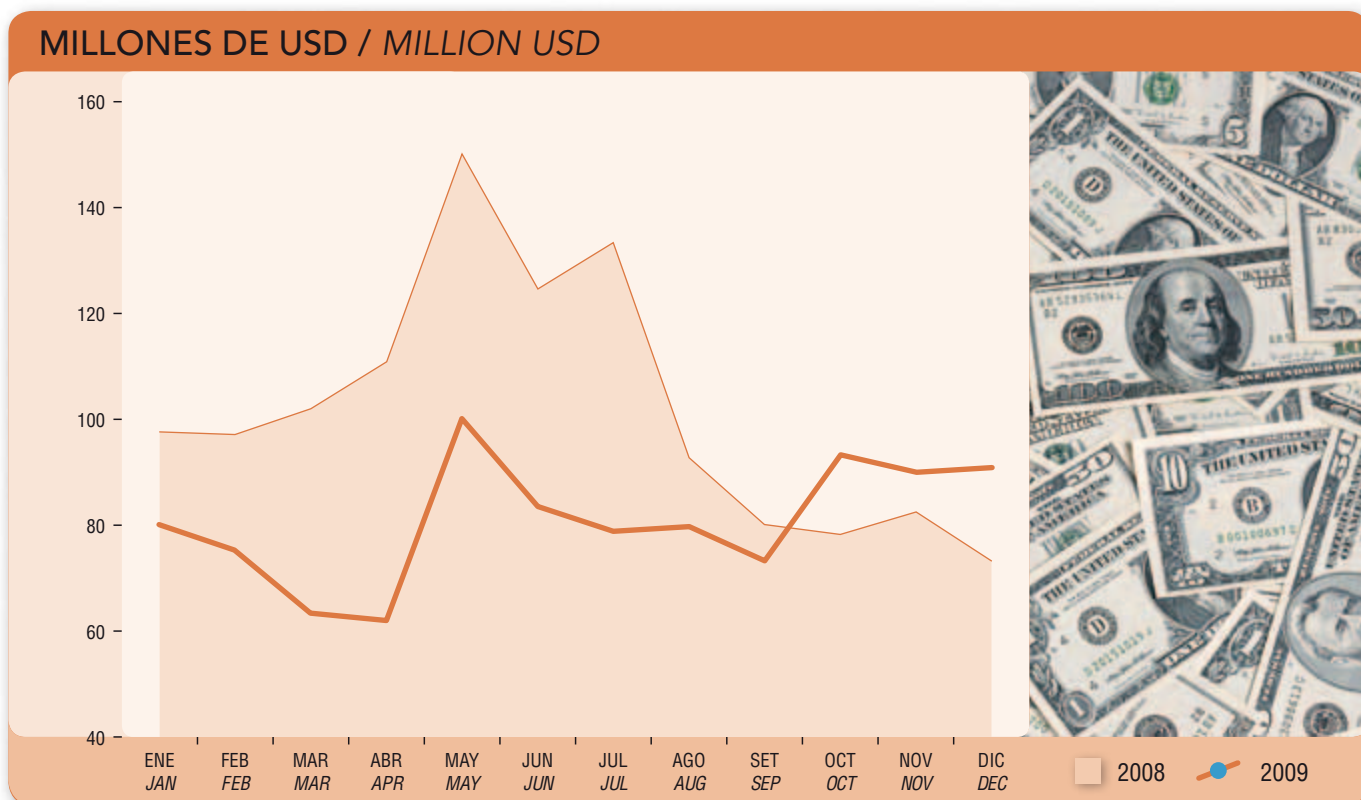 MILLONES DE USD / MILLION USD
160
140
120
100
80
60
40
ENE FEB MAR ABR MAY JUN JUL AGO SET OCT NOV DIC
JAN FEB MAR APR MAY JUN JUL AUG SEP OCT NOV DEC
2008 2009